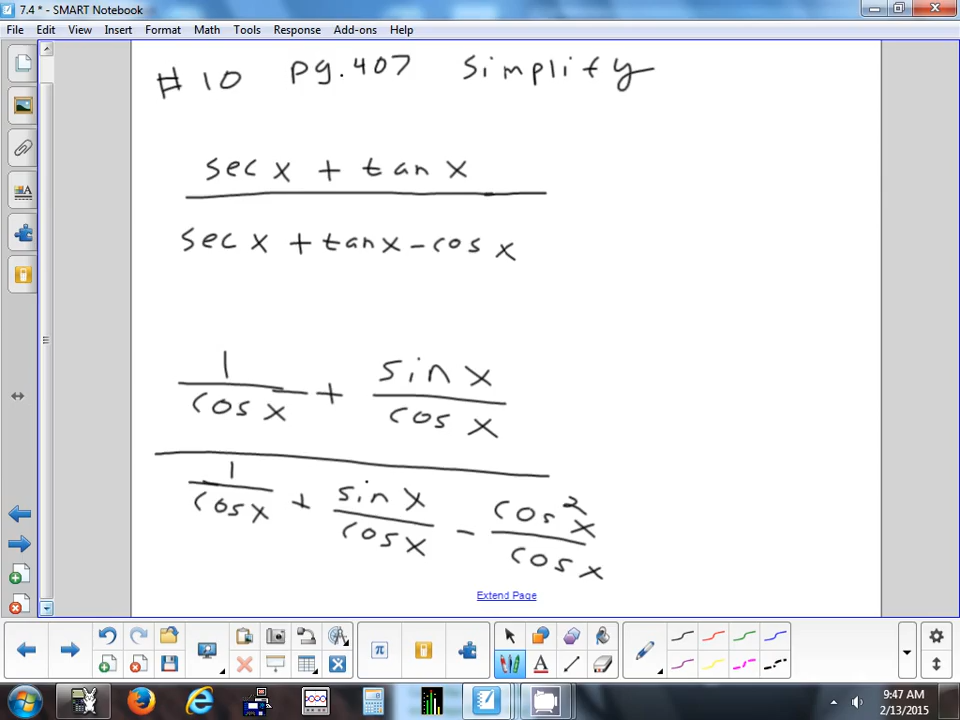 7.4 * - SMART Notebook
File Edit View Insert Format Math Tools Response Add-ons Help
# 10 pg. 407 Simplify
sec x + tan x
sec x + tan x - cos x
1 sin x
+
cos x cos x
1 sin x cos² x
+ -
cos x cos x cos x
Extend Page
π A
9:47 AM
2/13/2015